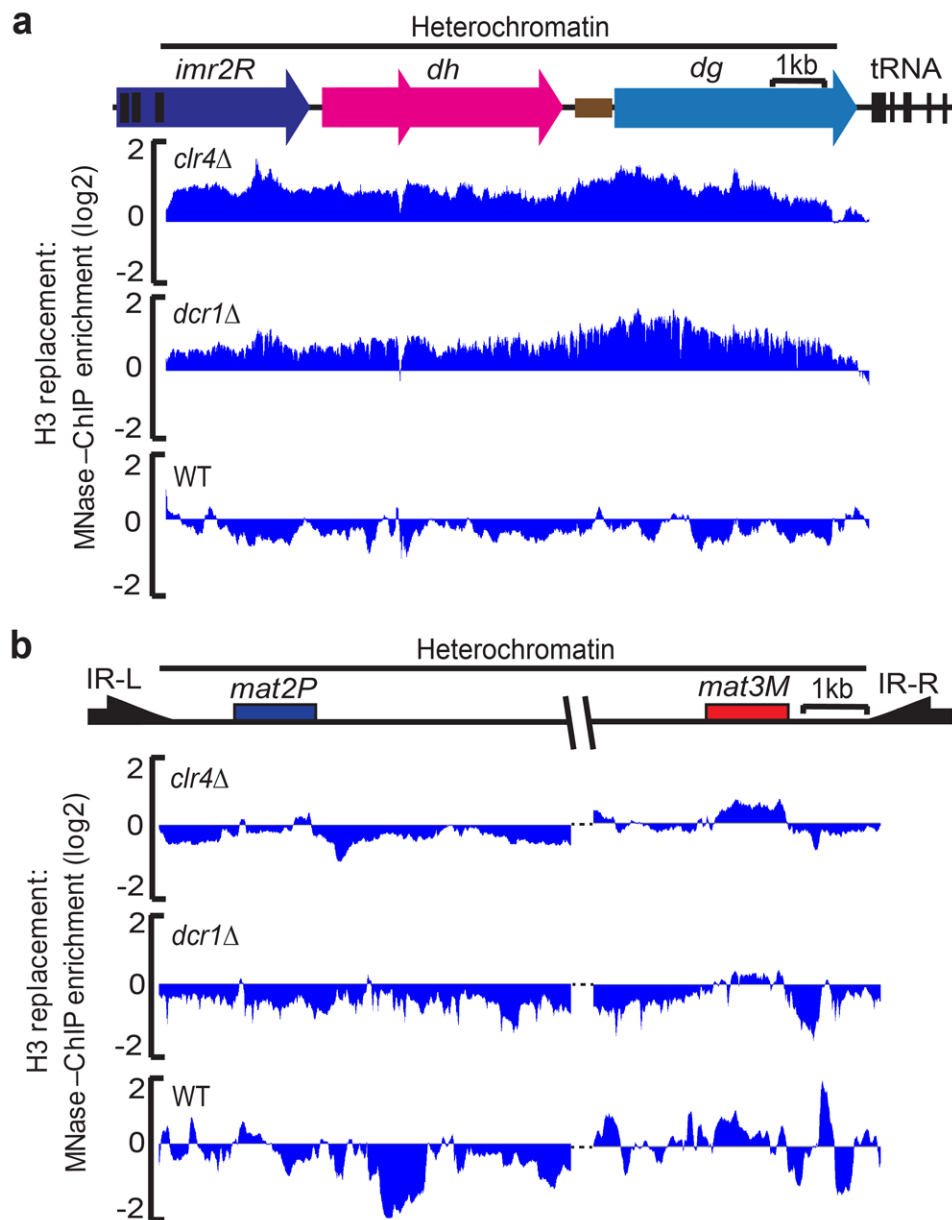 a
Heterochromatin
imr2R dh dg 1kb tRNA
H3 replacement:
MNase –ChIP enrichment (log2)
2
clr4Δ
0
-2
2
dcr1Δ
0
-2
2
WT
0
-2
b
Heterochromatin
IR-L mat2P mat3M 1kb IR-R
H3 replacement:
MNase –ChIP enrichment (log2)
2
clr4Δ
0
-2
2
dcr1Δ
0
-2
2
WT
0
-2